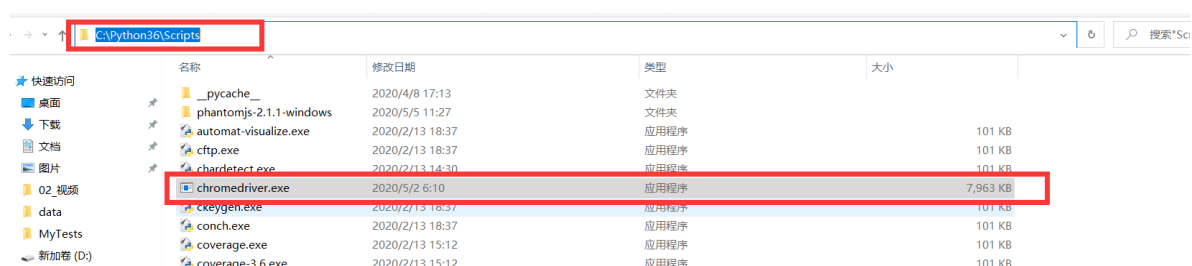 C:\Python36\Scripts
搜索"Sc
名称 修改日期 类型 大小
快速访问
桌面
下载
文档
图片
02_视频
data
MyTests
新加卷 (D:)
__pycache__ 2020/4/8 17:13 文件夹
phantomjs-2.1.1-windows 2020/5/5 11:27 文件夹
automat-visualize.exe 2020/2/13 18:37 应用程序 101 KB
cftp.exe 2020/2/13 18:37 应用程序 101 KB
chardetect.exe 2020/2/13 14:30 应用程序 101 KB
chromedriver.exe 2020/5/2 6:10 应用程序 7,963 KB
ckeygen.exe 2020/2/13 18:37 应用程序 101 KB
conch.exe 2020/2/13 18:37 应用程序 101 KB
coverage.exe 2020/2/13 15:12 应用程序 101 KB
coverage-3.6.exe 2020/2/13 15:12 应用程序 101 KB